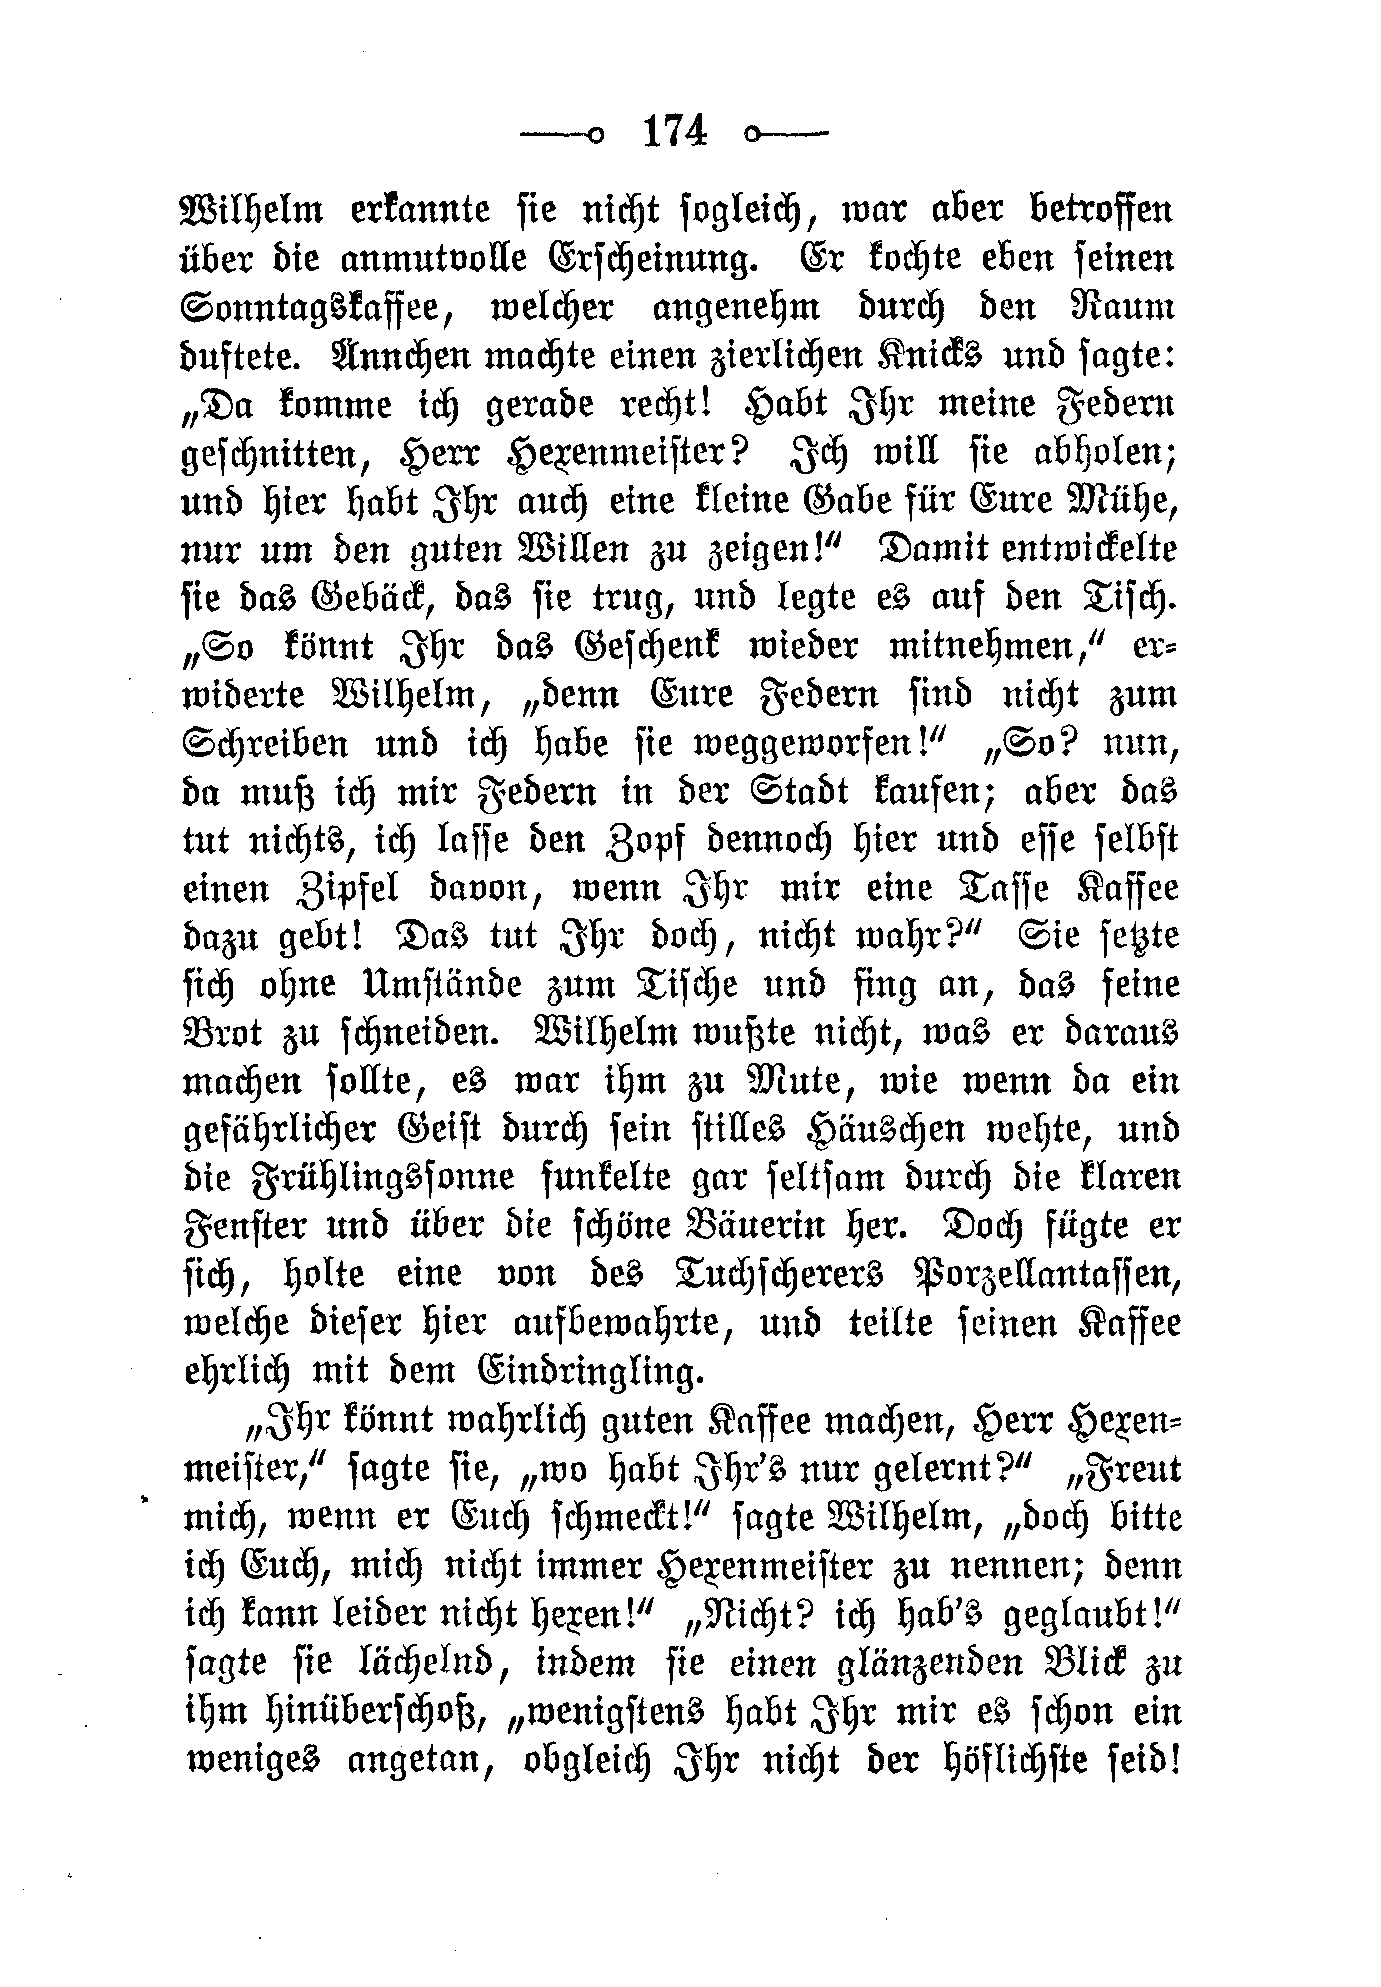 174
Wilhelm erkannte sie nicht sogleich, war aber betroffen
über die anmutvolle Erscheinung. Er kochte eben seinen
Sonntagskaffee, welcher angenehm durch den Raum
duftete. Ännchen machte einen zierlichen Knicks und sagte:
„Da komme ich gerade recht! Habt Ihr meine Federn
geschnitten, Herr Hexenmeister? Ich will sie abholen;
und hier habt Ihr auch eine kleine Gabe für Eure Mühe,
nur um den guten Willen zu zeigen!“ Damit entwickelte
sie das Gebäck, das sie trug, und legte es auf den Tisch.
„So könnt Ihr das Geschenk wieder mitnehmen,“ er-
widerte Wilhelm, „denn Eure Federn sind nicht zum
Schreiben und ich habe sie weggeworfen!“ „So? nun,
da muß ich mir Federn in der Stadt kaufen; aber das
tut nichts, ich lasse den Zopf dennoch hier und esse selbst
einen Zipfel davon, wenn Ihr mir eine Tasse Kaffee
dazu gebt! Das tut Ihr doch, nicht wahr?“ Sie setzte
sich ohne Umstände zum Tische und fing an, das feine
Brot zu schneiden. Wilhelm wußte nicht, was er daraus
machen sollte, es war ihm zu Mute, wie wenn da ein
gefährlicher Geist durch sein stilles Häuschen wehte, und
die Frühlingssonne funkelte gar seltsam durch die klaren
Fenster und über die schöne Bäuerin her. Doch fügte er
sich, holte eine von des Tuchscherers Porzellantassen,
welche dieser hier aufbewahrte, und teilte seinen Kaffee
ehrlich mit dem Eindringling.
„Ihr könnt wahrlich guten Kaffee machen, Herr Hexen-
meister,“ sagte sie, „wo habt Ihr's nur gelernt?“ „Freut
mich, wenn er Euch schmeckt!“ sagte Wilhelm, „doch bitte
ich Euch, mich nicht immer Hexenmeister zu nennen; denn
ich kann leider nicht hexen!“ „Nicht? ich hab's geglaubt!“
sagte sie lächelnd, indem sie einen glänzenden Blick zu
ihm hinüberschoß, „wenigstens habt Ihr mir es schon ein
weniges angetan, obgleich Ihr nicht der höflichste seid!